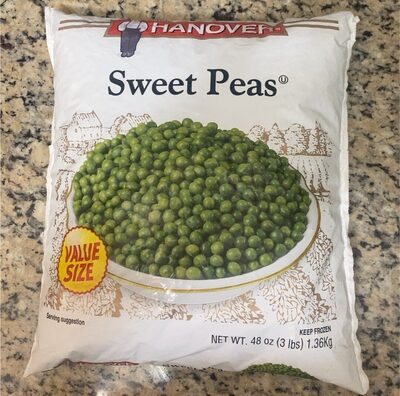 HANOVER
Sweet Peas
VALUE
SIZE
Serving suggestion
KEEP FROZEN
NET WT. 48 oz (3 lbs) 1.36Kg